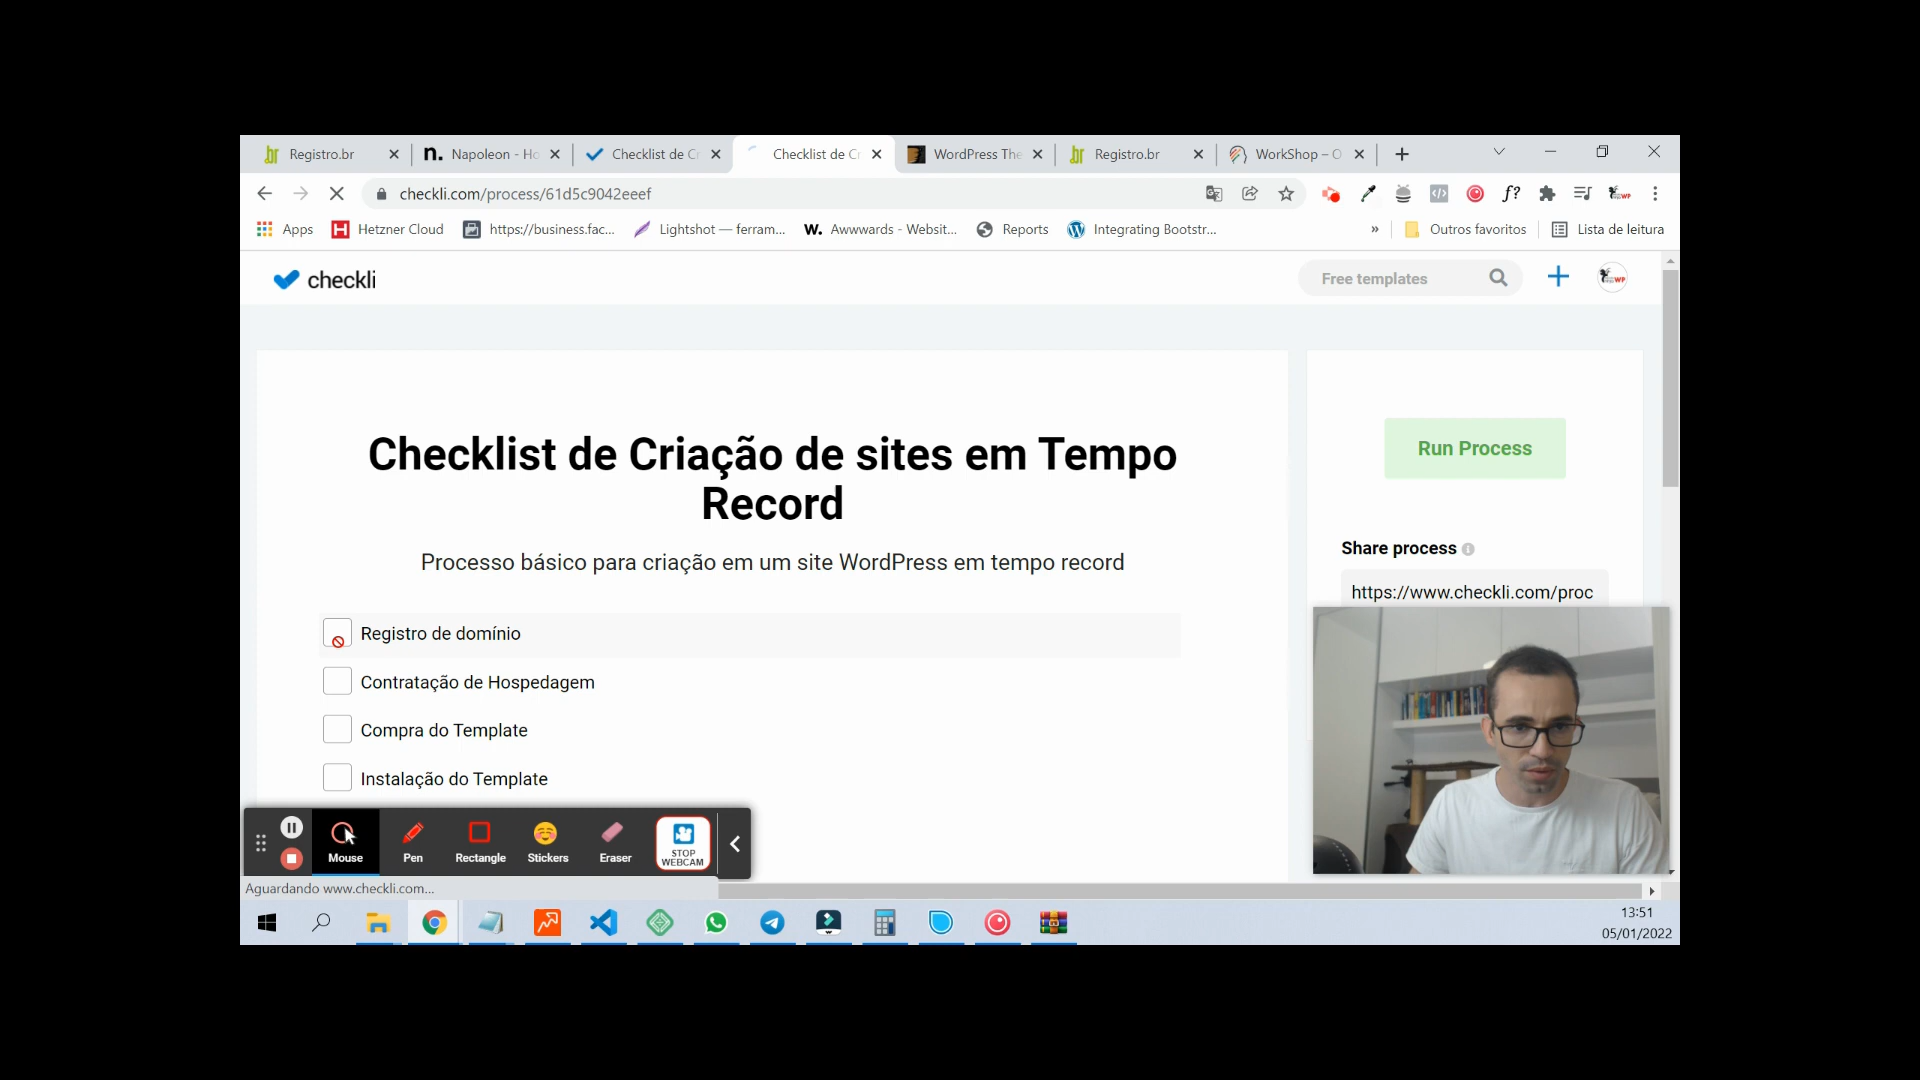 Registro.br
n. Napoleon - Ho
Checklist de Cr
Checklist de Cr
WordPress The
Registro.br
WorkShop – O
checkli.com/process/61d5c9042eeef
Apps
Hetzner Cloud
https://business.fac...
Lightshot — ferram...
W. Awwwards - Websit...
Reports
Integrating Bootstr...
»
Outros favoritos
Lista de leitura
checkli
Free templates
Checklist de Criação de sites em Tempo
Record
Processo básico para criação em um site WordPress em tempo record
Registro de domínio
Contratação de Hospedagem
Compra do Template
Instalação do Template
Run Process
Share process
https://www.checkli.com/proc
Mouse
Pen
Rectangle
Stickers
Eraser
STOP
WEBCAM
Aguardando www.checkli.com...
13:51
05/01/2022